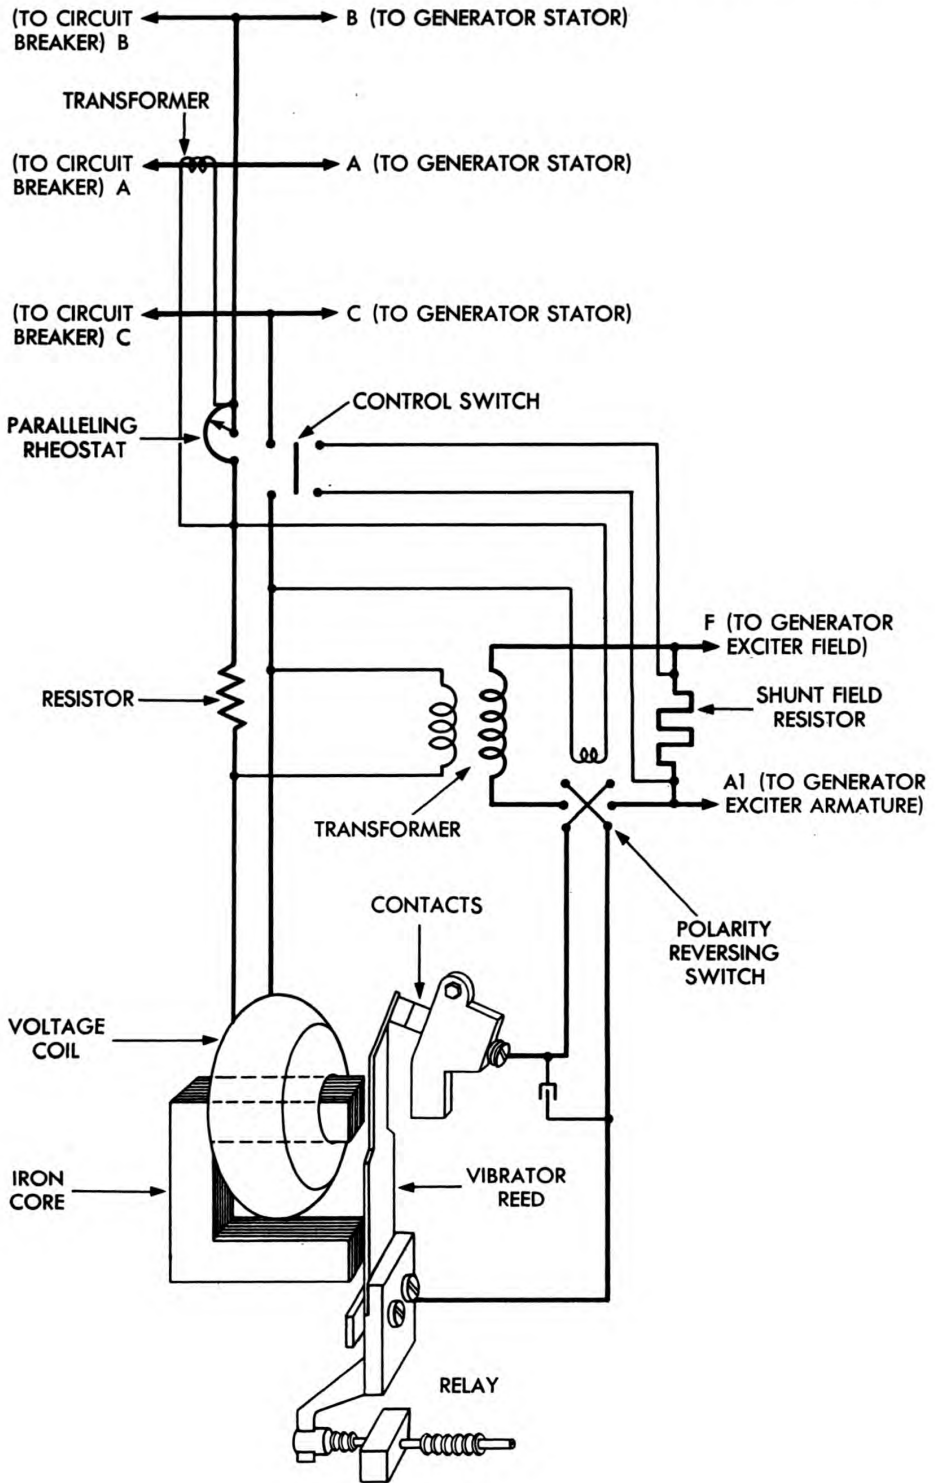 (TO CIRCUIT
BREAKER) B
B (TO GENERATOR STATOR)
TRANSFORMER
(TO CIRCUIT
BREAKER) A
A (TO GENERATOR STATOR)
(TO CIRCUIT
BREAKER) C
C (TO GENERATOR STATOR)
CONTROL SWITCH
PARALLELING
RHEOSTAT
F (TO GENERATOR
EXCITER FIELD)
RESISTOR
SHUNT FIELD
RESISTOR
A1 (TO GENERATOR
EXCITER ARMATURE)
TRANSFORMER
CONTACTS
POLARITY
REVERSING
SWITCH
VOLTAGE
COIL
IRON
CORE
VIBRATOR
REED
RELAY